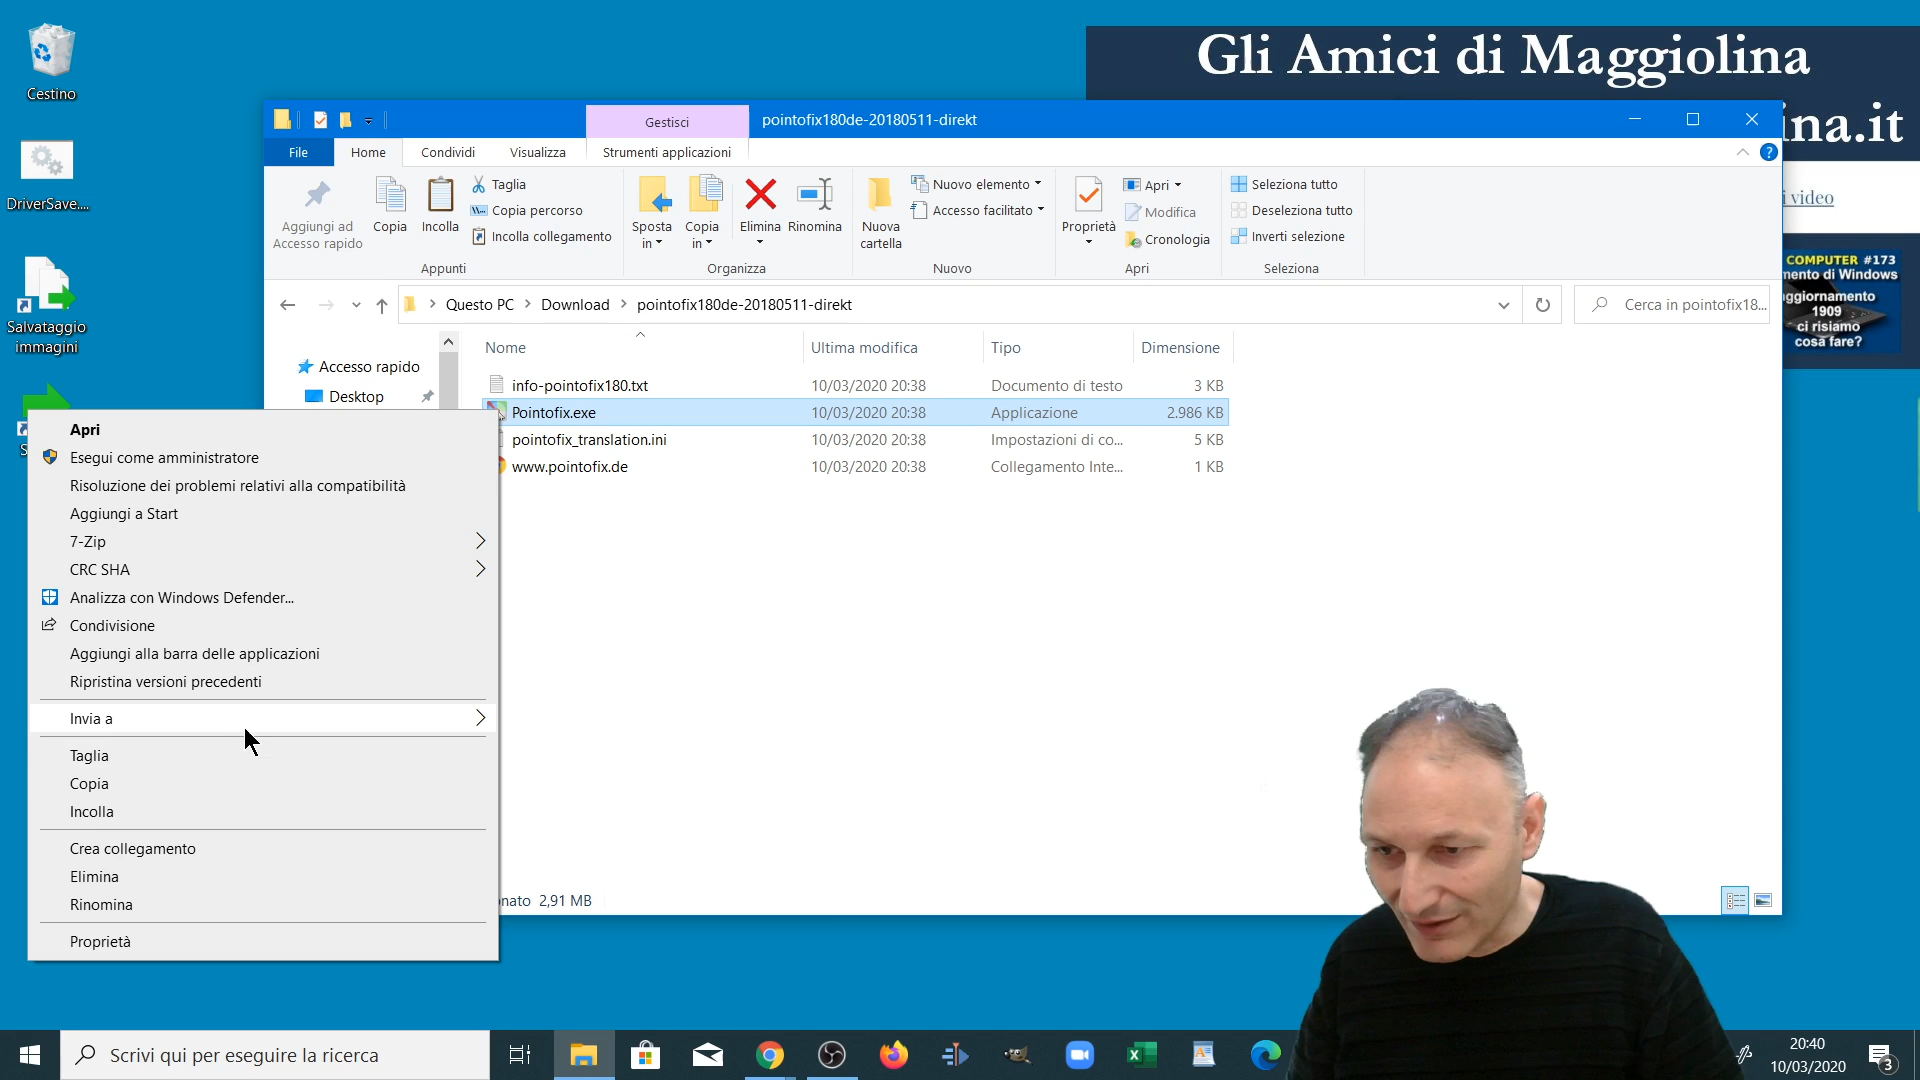 Gli Amici di Maggiolina
ina.it
i video
COMPUTER #173
mento di Windows
ggiornamento
1909
ci risiamo
cosa fare?
Cestino
DriverSave....
Salvataggio
immagini
Gestisci
pointofix180de-20180511-direkt
File
Home
Condividi
Visualizza
Strumenti applicazioni
Aggiungi ad
Accesso rapido
Copia
Incolla
Taglia
Copia percorso
Incolla collegamento
Appunti
Sposta
in
Copia
in
Elimina
Rinomina
Organizza
Nuova
cartella
Nuovo elemento
Accesso facilitato
Nuovo
Proprietà
Apri
Modifica
Cronologia
Apri
Seleziona tutto
Deseleziona tutto
Inverti selezione
Seleziona
Questo PC
Download
pointofix180de-20180511-direkt
Cerca in pointofix18...
Accesso rapido
Desktop
Nome
Ultima modifica
Tipo
Dimensione
info-pointofix180.txt 10/03/2020 20:38 Documento di testo 3 KB
Pointofix.exe 10/03/2020 20:38 Applicazione 2.986 KB
pointofix_translation.ini 10/03/2020 20:38 Impostazioni di co... 5 KB
www.pointofix.de 10/03/2020 20:38 Collegamento Inte... 1 KB
Apri
Esegui come amministratore
Risoluzione dei problemi relativi alla compatibilità
Aggiungi a Start
7-Zip
CRC SHA
Analizza con Windows Defender...
Condivisione
Aggiungi alla barra delle applicazioni
Ripristina versioni precedenti
Invia a
Taglia
Copia
Incolla
Crea collegamento
Elimina
Rinomina
Proprietà
onato 2,91 MB
Scrivi qui per eseguire la ricerca
20:40
10/03/2020
3